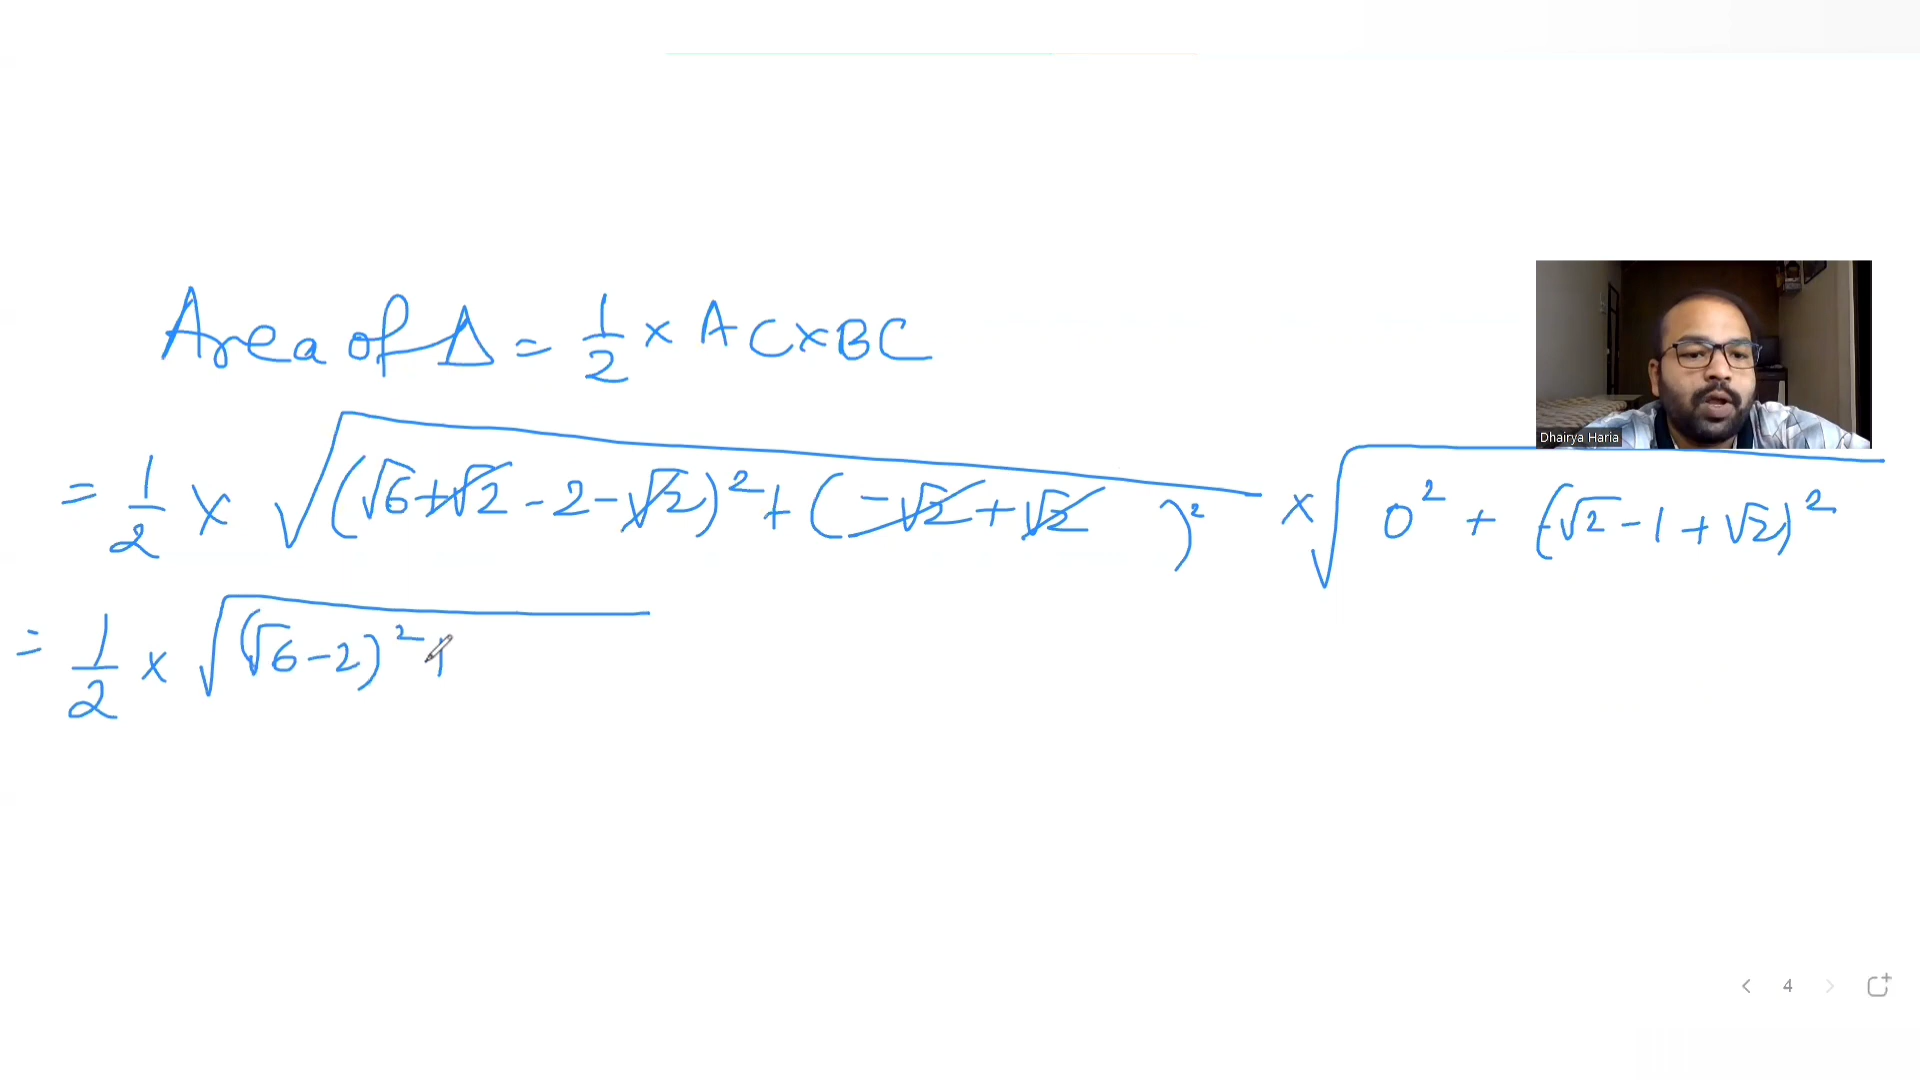 Area of Δ = 1/2 × AC×BC
Dhairya Haria
= 1/2 × √((√6+√2-2-√2)²+(-√2+√2)²) × √(0² + (√2-1+√2)²)
= 1/2 × √((√6-2)²+
4